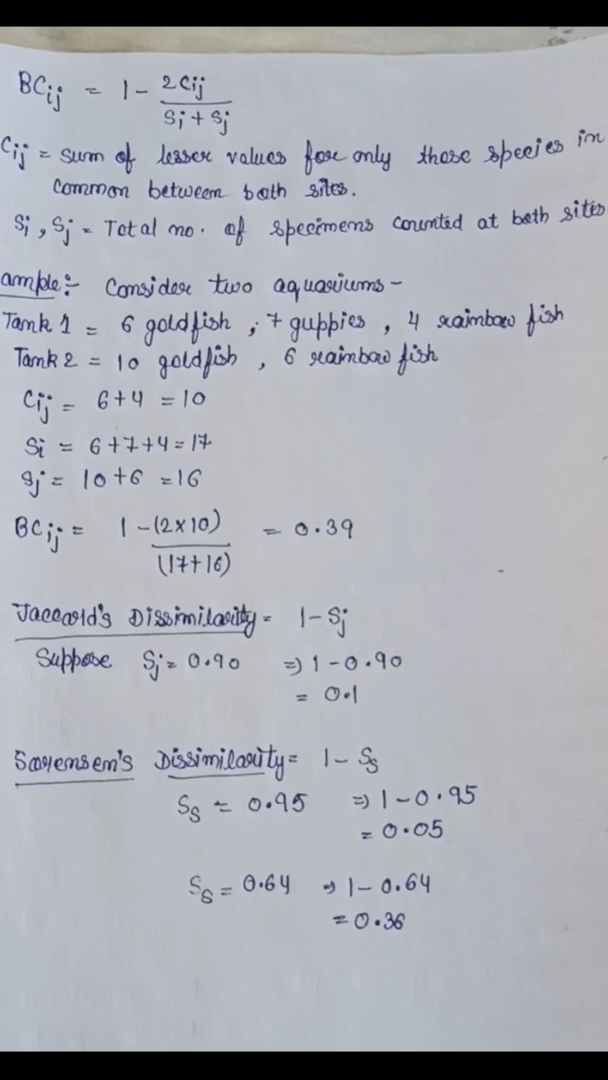 BCij = 1 - 2Cij / Si + Sj
Cij = Sum of lesser values for only those species in
common between both sites.
Si, Sj = Total no. of specimens counted at both sites
ample:- Consider two aquariums-
Tank 1 = 6 goldfish, 7 guppies, 4 rainbow fish
Tank 2 = 10 goldfish, 6 rainbow fish
Cij = 6+4 = 10
Si = 6+7+4 = 17
Sj = 10+6 = 16
BCij = 1-(2x10) / (17+16) = 0.39
Jaccard's Dissimilarity = 1-Sj
Suppose Sj = 0.90 ⇒ 1-0.90
= 0.1
Sorensen's Dissimilarity = 1- Ss
Ss = 0.95 ⇒ 1-0.95
= 0.05
Ss = 0.64 → 1-0.64
= 0.36